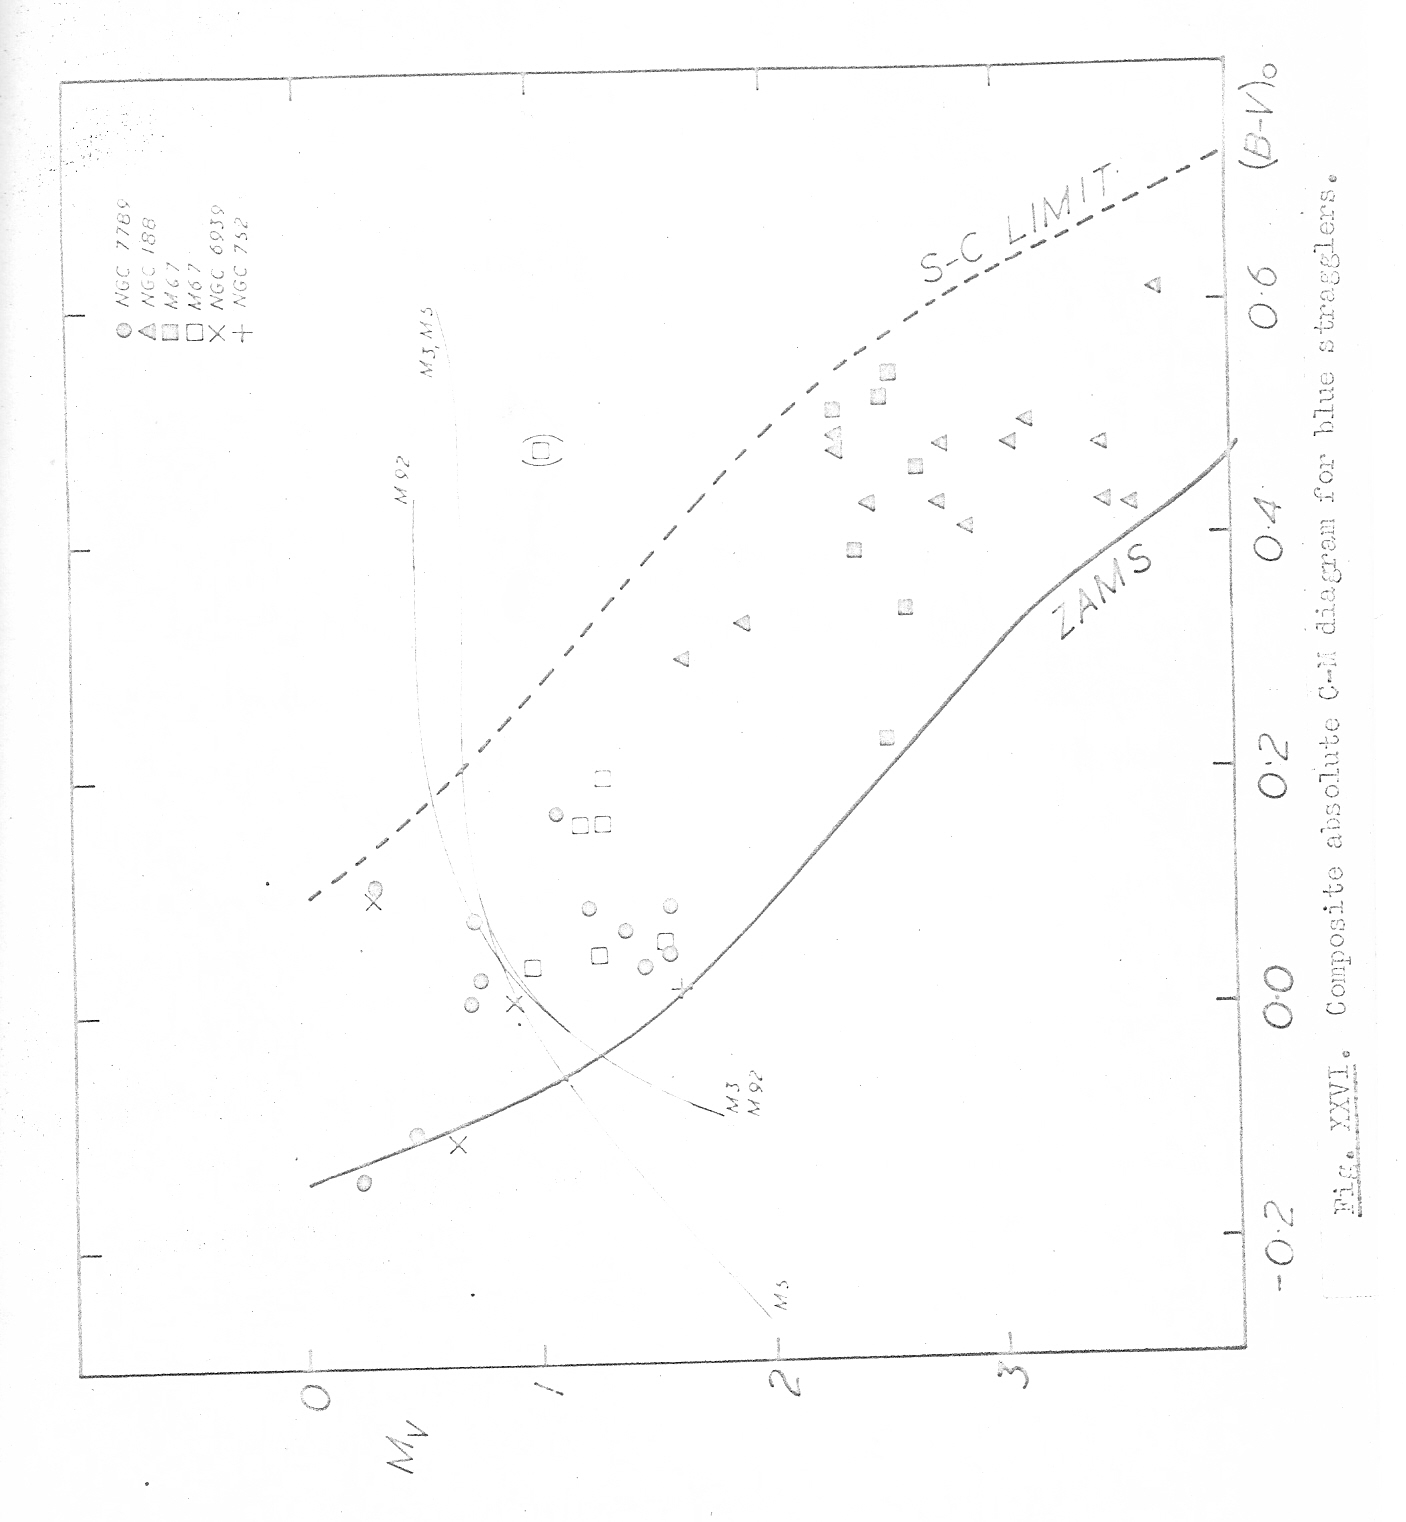 NGC 7789
NGC 188
M67
M67
NGC 6939
NGC 752
M92
M3, M5
S-C LIMIT
ZAMS
M3
M92
M5
Mv
0
1
2
3
-0.2
0.0
0.2
0.4
0.6
(B-V)o
Fig. XXVI. Composite absolute C-M diagram for blue stragglers.